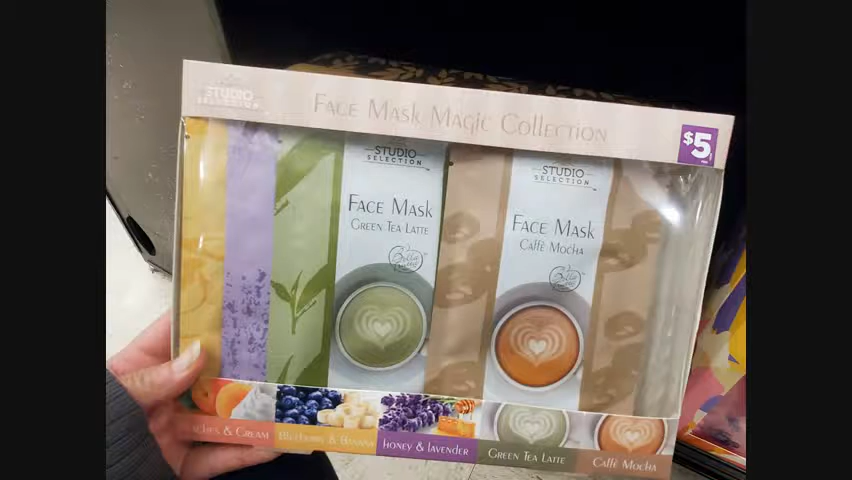 STUDIO
SELECTION
FACE MASK MAGIC COLLECTION
$5
STUDIO
SELECTION
FACE MASK
GREEN TEA LATTE
STUDIO
SELECTION
FACE MASK
CAFFÈ MOCHA
& CREAM
BLUEBERRY & BANANA
HONEY & LAVENDER
GREEN TEA LATTE
CAFFÈ MOCHA